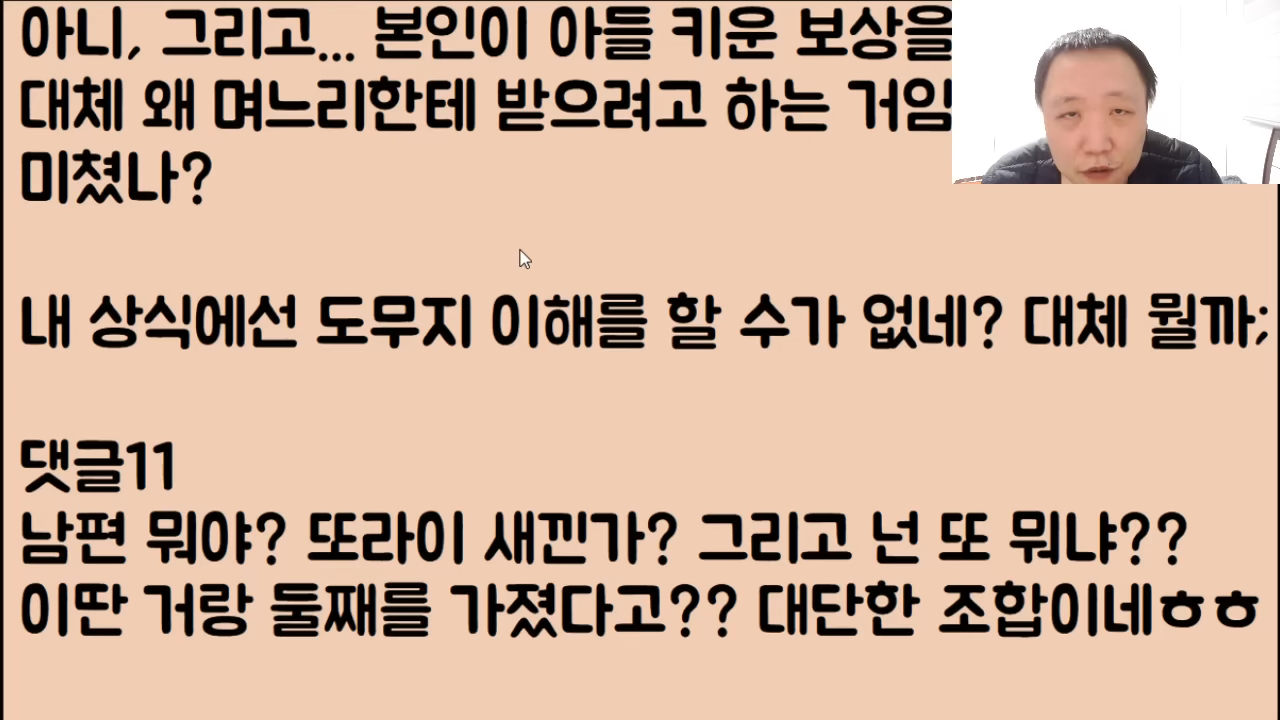 아니, 그리고... 본인이 아들 키운 보상을
대체 왜 며느리한테 받으려고 하는 거임
미쳤나?
내 상식에선 도무지 이해를 할 수가 없네? 대체 뭘까;
댓글11
남편 뭐야? 또라이 새낀가? 그리고 넌 또 뭐냐??
이딴 거랑 둘째를 가졌다고?? 대단한 조합이네ㅎㅎ